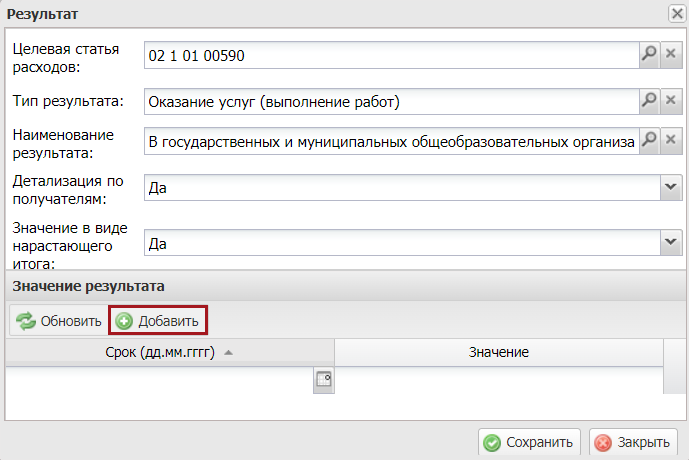 Результат
Целевая статья
расходов:
02 1 01 00590
Тип результата:
Оказание услуг (выполнение работ)
Наименование
результата:
В государственных и муниципальных общеобразовательных организа
Детализация по
получателям:
Да
Значение в виде
нарастающего
итога:
Да
Значение результата
Обновить Добавить
Срок (дд.мм.гггг) Значение
Сохранить Закрыть